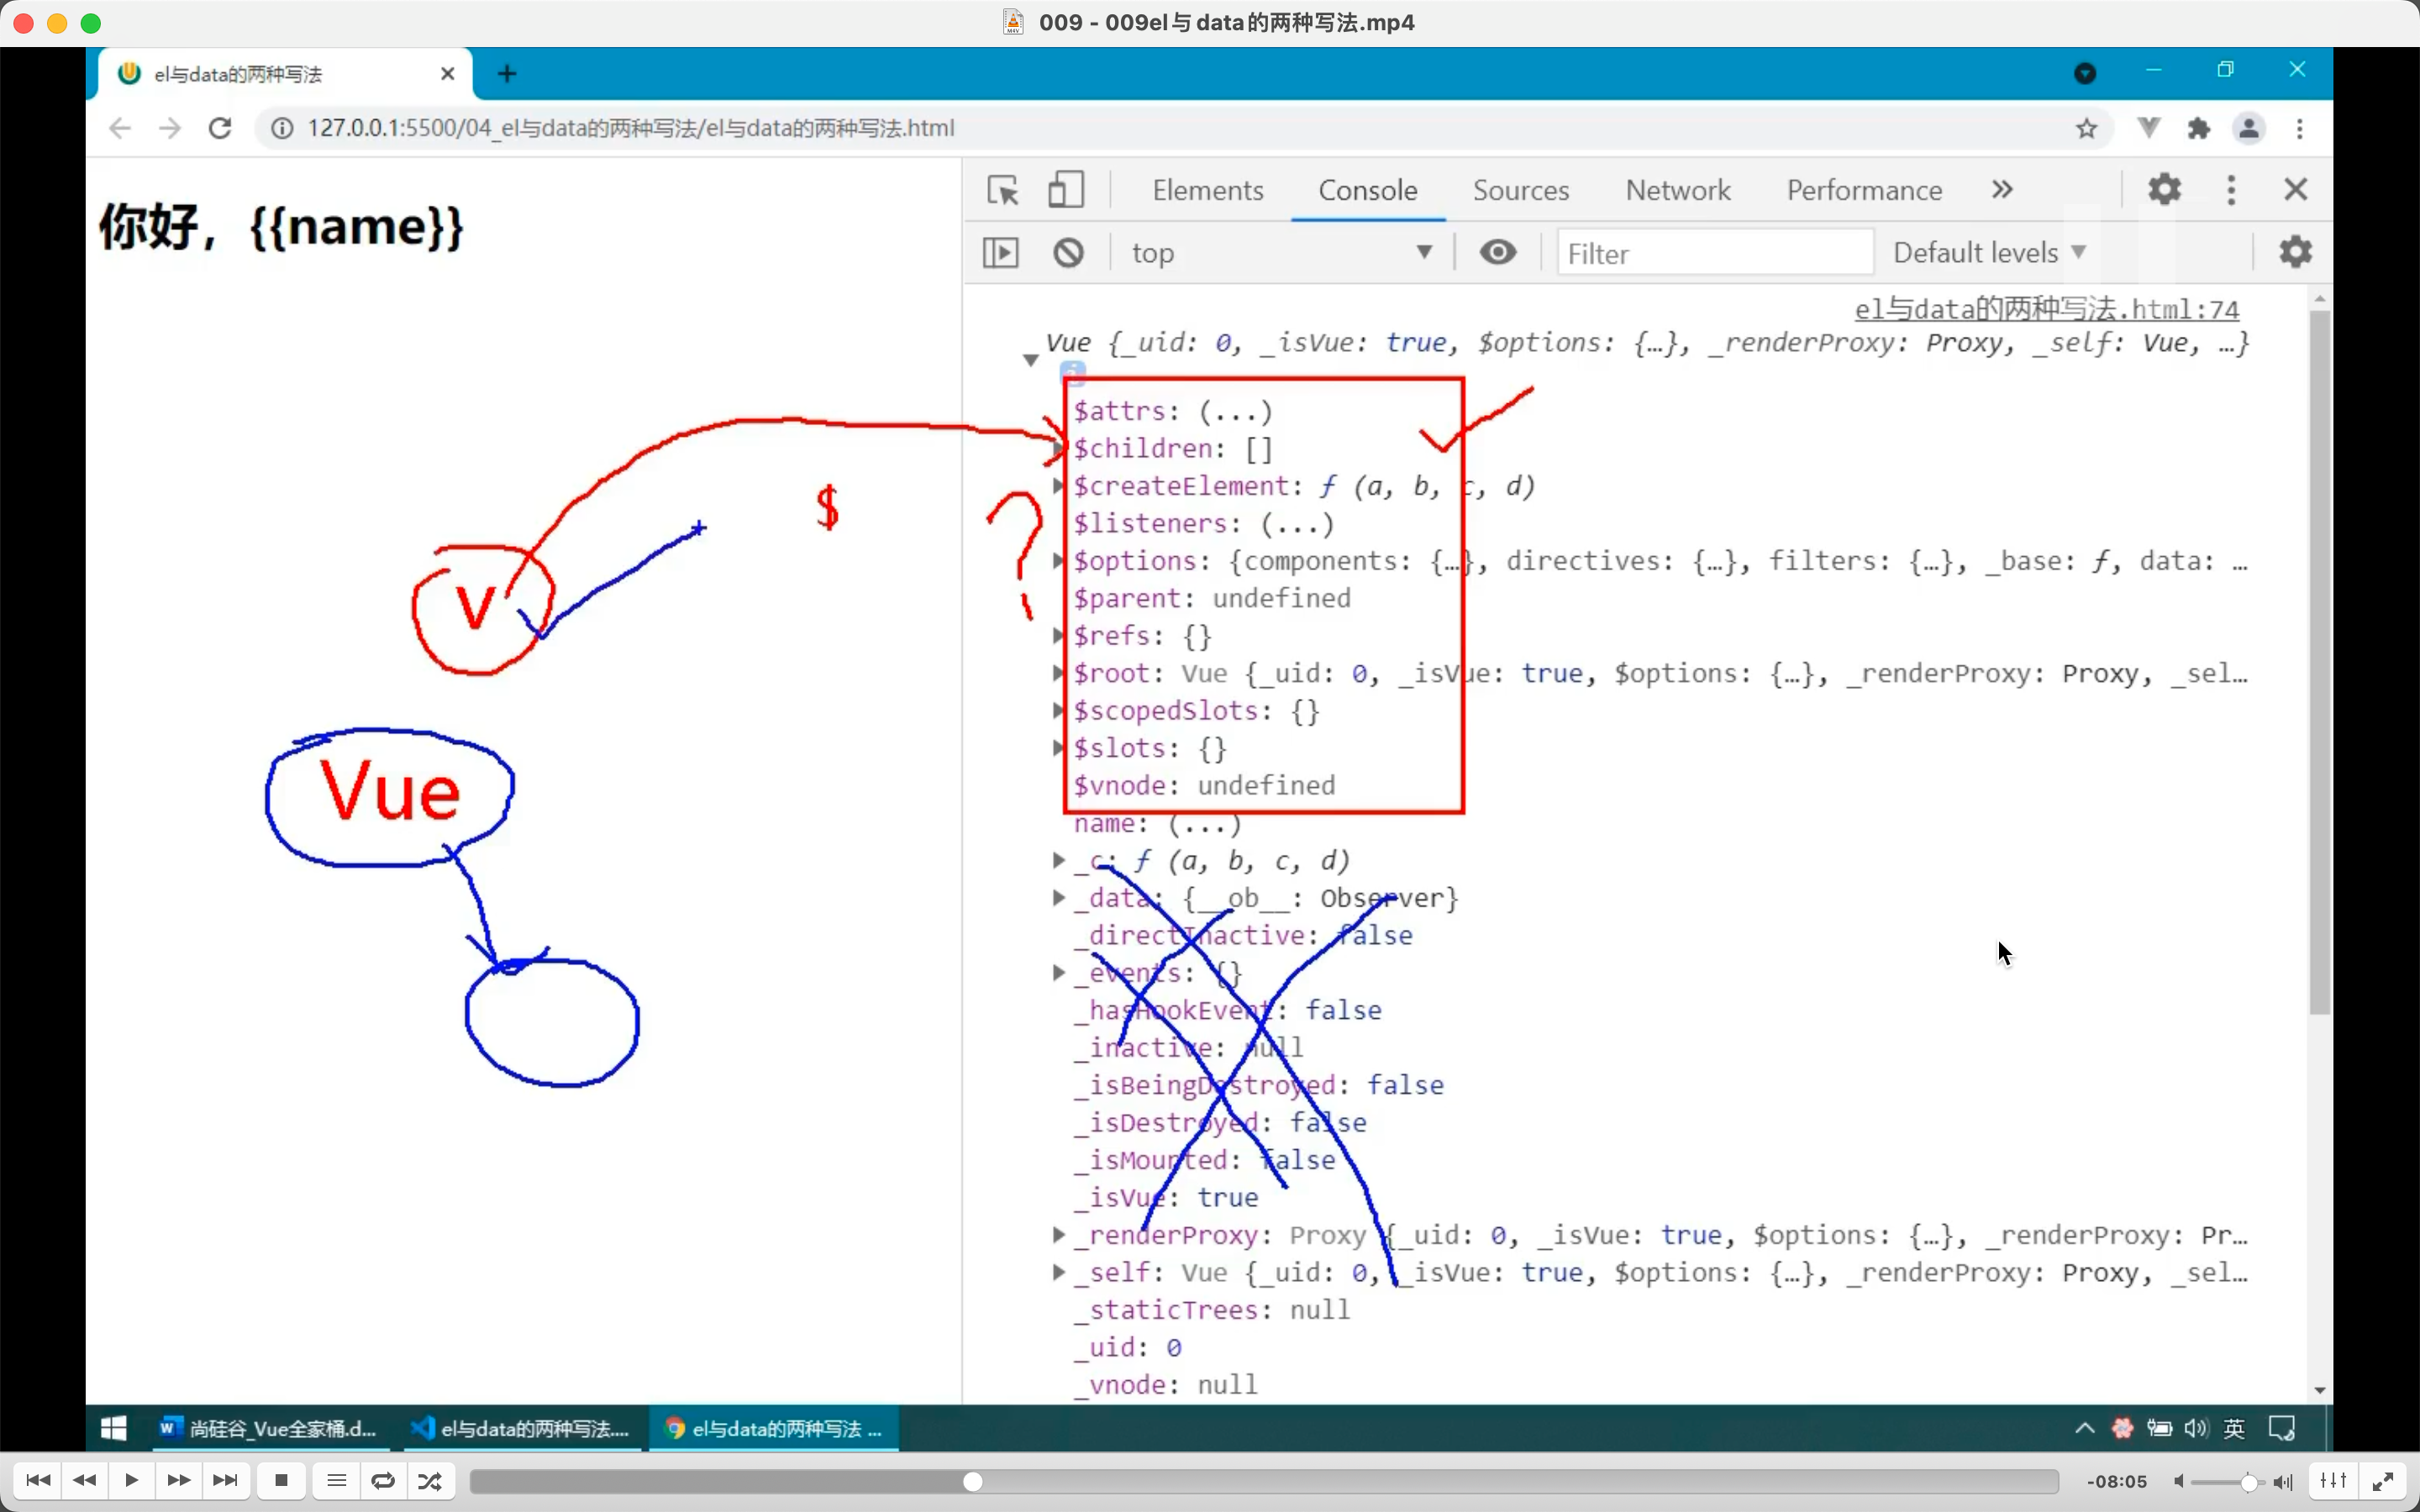 009 - 009el与data的两种写法.mp4
el与data的两种写法
127.0.0.1:5500/04_el与data的两种写法/el与data的两种写法.html
你好，{{name}}
$
v
Vue
Elements Console Sources Network Performance
top Filter Default levels
el与data的两种写法.html:74
Vue {_uid: 0, _isVue: true, $options: {…}, _renderProxy: Proxy, _self: Vue, …}
$attrs: (...)
$children: []
$createElement: ƒ (a, b, c, d)
$listeners: (...)
$options: {components: {…}, directives: {…}, filters: {…}, _base: ƒ, data: …
$parent: undefined
$refs: {}
$root: Vue {_uid: 0, _isVue: true, $options: {…}, _renderProxy: Proxy, _sel…
$scopedSlots: {}
$slots: {}
$vnode: undefined
name: (...)
_c: ƒ (a, b, c, d)
_data: {__ob__: Observer}
_directInactive: false
_events: {}
_hasHookEvent: false
_inactive: null
_isBeingDestroyed: false
_isDestroyed: false
_isMounted: false
_isVue: true
_renderProxy: Proxy {_uid: 0, _isVue: true, $options: {…}, _renderProxy: Pr…
_self: Vue {_uid: 0, _isVue: true, $options: {…}, _renderProxy: Proxy, _sel…
_staticTrees: null
_uid: 0
_vnode: null
尚硅谷_Vue全家桶.d... el与data的两种写法.... el与data的两种写法 ... 英
-08:05